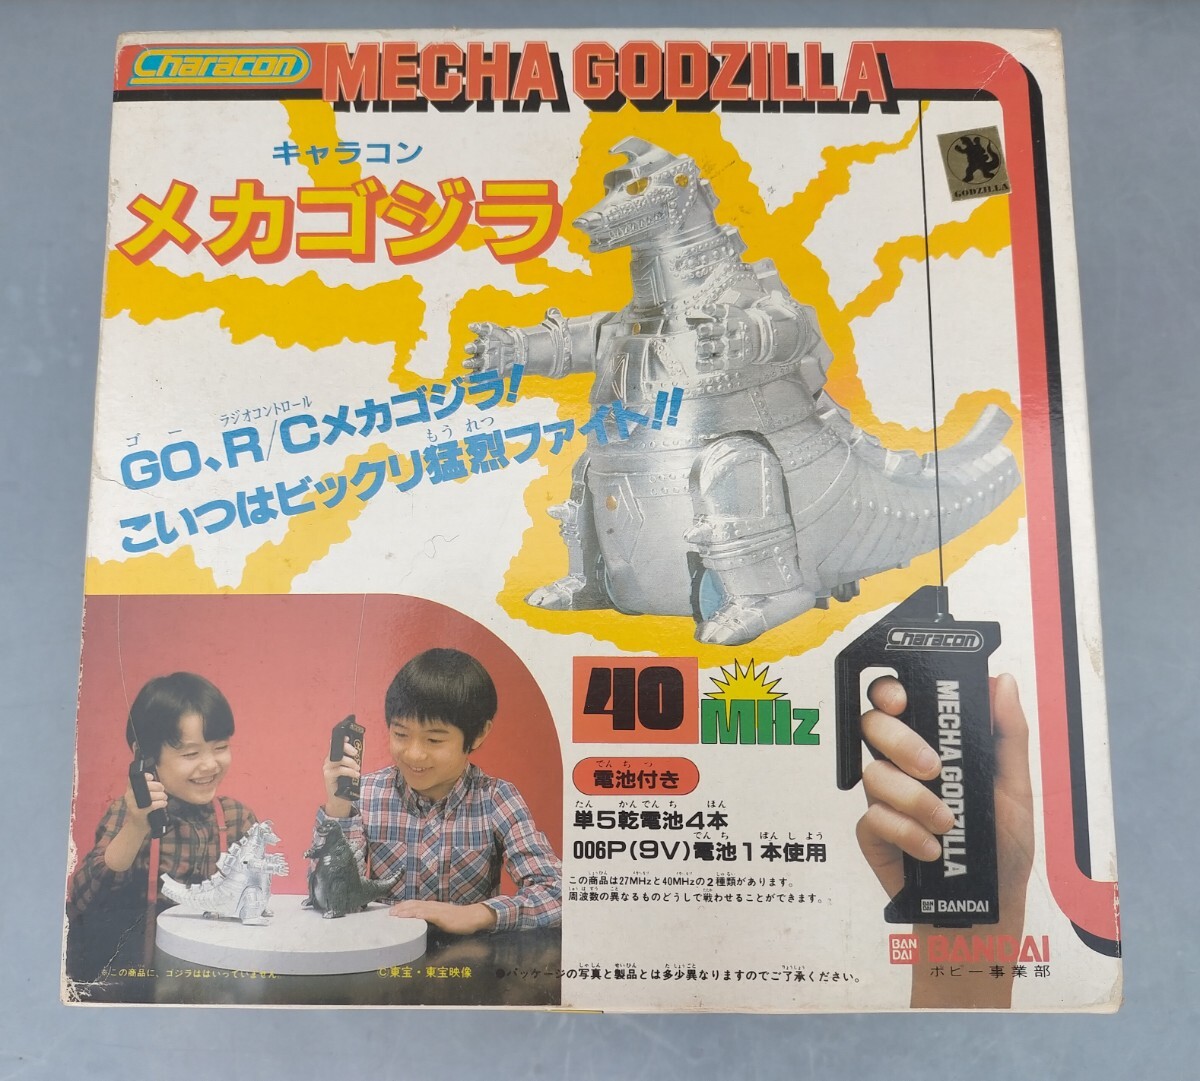 Characon
MECHA GODZILLA
キャラコン
メカゴジラ
GODZILLA
ゴー ラジオコントロール
GO、R/Cメカゴジラ!
もうれつ
こいつはビックリ猛烈ファイト!!
40
MHz
でんちつ
電池付き
たん かんでんち ほん
単5乾電池4本
でんち ぽんしよう
006P(9V)電池1本使用
この商品は27MHzと40MHzの2種類があります。
周波数の異なるものどうしで戦わせることができます。
Characon
MECHA GODZILLA
BANDAI
BAN
DAI
BANDAI
ポピー事業部
※この商品に、ゴジラははいっていません
©東宝・東宝映像
●パッケージの写真と製品とは多少異なりますのでご了承ください。